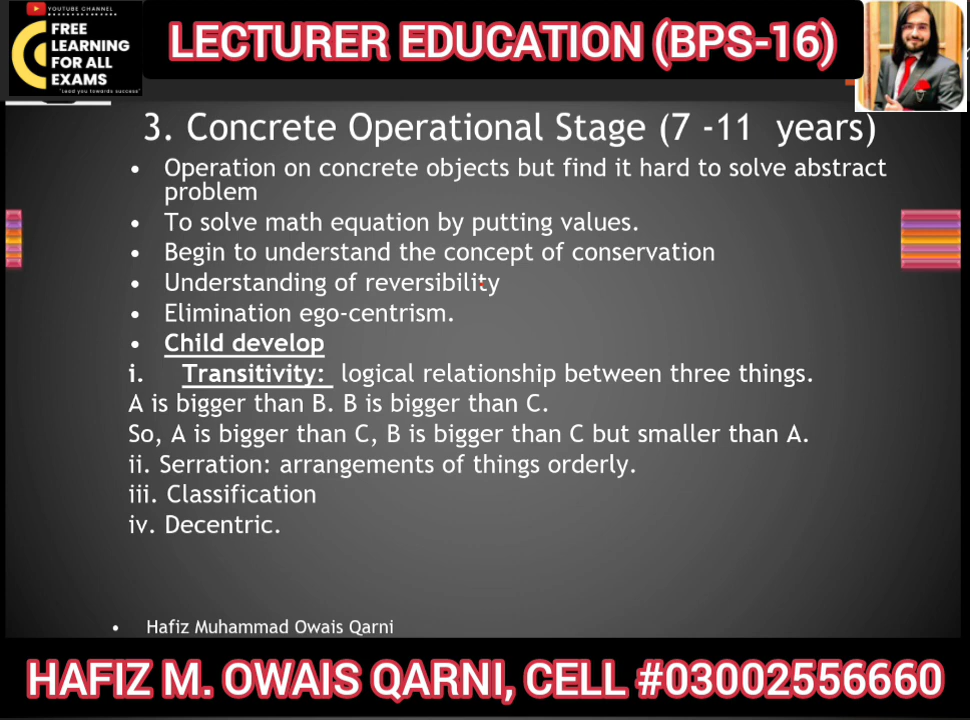 YOUTUBE CHANNEL
FREE
LEARNING
FOR ALL
EXAMS
"Lead you towards success"
LECTURER EDUCATION (BPS-16)
3. Concrete Operational Stage (7 -11 years)
• Operation on concrete objects but find it hard to solve abstract
problem
• To solve math equation by putting values.
• Begin to understand the concept of conservation
• Understanding of reversibility
• Elimination ego-centrism.
• Child develop
i. Transitivity: logical relationship between three things.
A is bigger than B. B is bigger than C.
So, A is bigger than C, B is bigger than C but smaller than A.
ii. Serration: arrangements of things orderly.
iii. Classification
iv. Decentric.
• Hafiz Muhammad Owais Qarni
HAFIZ M. OWAIS QARNI, CELL #03002556660